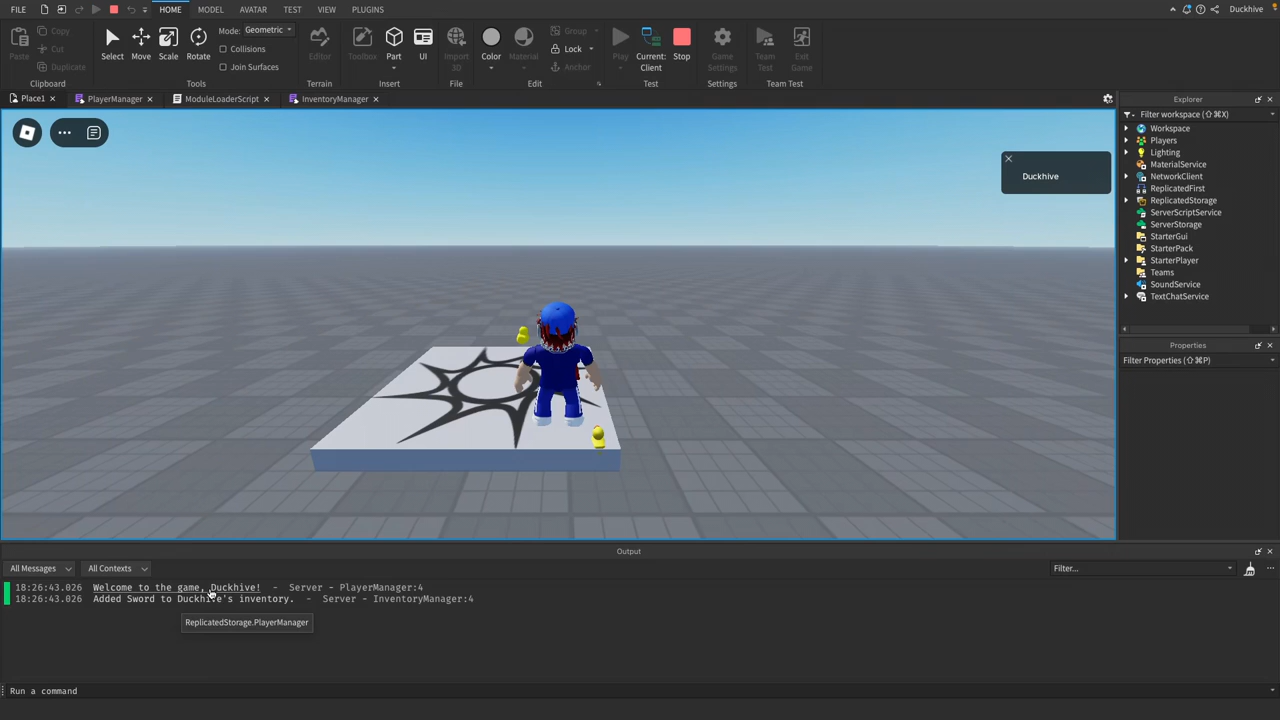 FILE HOME MODEL AVATAR TEST VIEW PLUGINS Duckhive
Paste Copy Cut Duplicate Clipboard
Select Move Scale Rotate Mode: Geometric Collisions Join Surfaces Tools
Editor Terrain
Toolbox Part UI Insert
Import 3D File
Color Material Group Lock Anchor Edit
Play Current: Client Stop Test
Game Settings Settings
Team Test Exit Game Team Test
Place1 PlayerManager ModuleLoaderScript InventoryManager
Duckhive
Explorer
Filter workspace (⇧⌘X)
Workspace
Players
Lighting
MaterialService
NetworkClient
ReplicatedFirst
ReplicatedStorage
ServerScriptService
ServerStorage
StarterGui
StarterPack
StarterPlayer
Teams
SoundService
TextChatService
Properties
Filter Properties (⇧⌘P)
Output
All Messages All Contexts Filter...
18:26:43.026 Welcome to the game, Duckhive! - Server - PlayerManager:4
18:26:43.026 Added Sword to Duckhive's inventory. - Server - InventoryManager:4
ReplicatedStorage.PlayerManager
Run a command